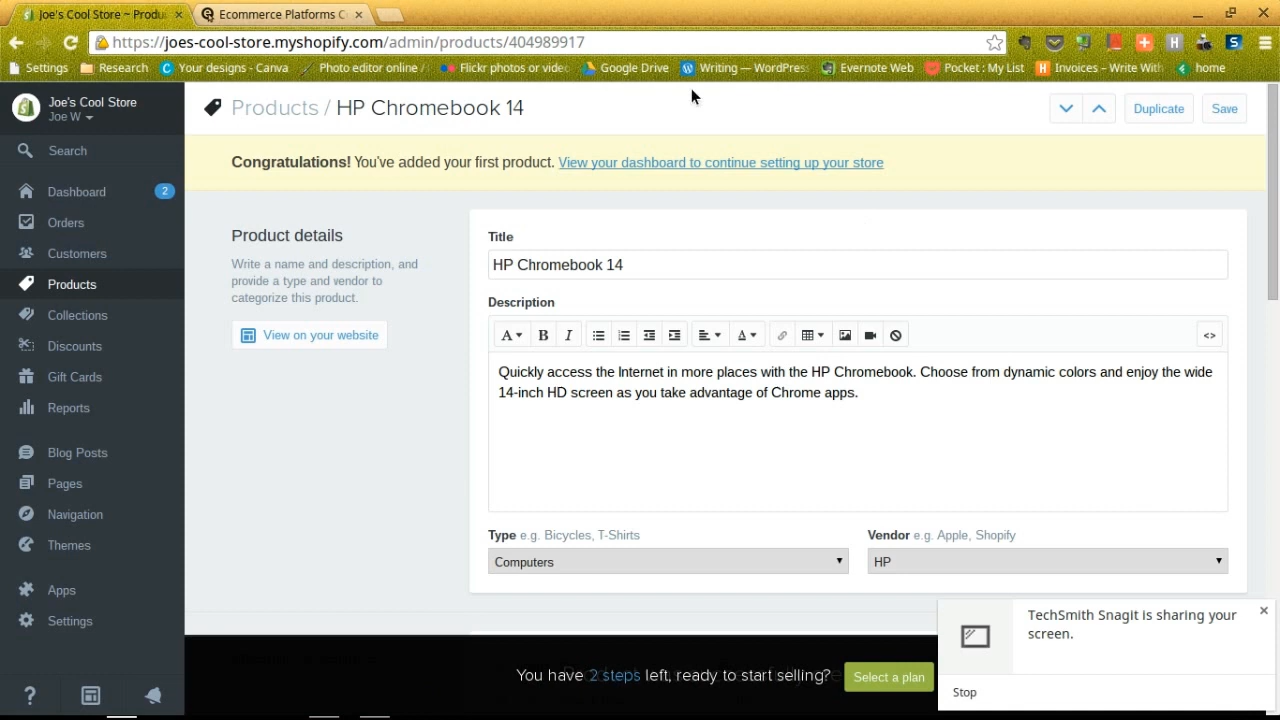 Joe's Cool Store ~ Produ
Ecommerce Platforms C
https://joes-cool-store.myshopify.com/admin/products/404989917
Settings
Research
Your designs - Canva
Photo editor online /
Flickr photos or vide
Google Drive
Writing — WordPres
Evernote Web
Pocket : My List
Invoices – Write With
home
Joe's Cool Store
Joe W
Products / HP Chromebook 14
Duplicate
Save
Search
Congratulations! You've added your first product. View your dashboard to continue setting up your store
Dashboard
2
Orders
Customers
Products
Collections
Discounts
Gift Cards
Reports
Blog Posts
Pages
Navigation
Themes
Apps
Settings
Product details
Write a name and description, and
provide a type and vendor to
categorize this product.
View on your website
Title
HP Chromebook 14
Description
A
B
I
A
<>
Quickly access the Internet in more places with the HP Chromebook. Choose from dynamic colors and enjoy the wide
14-inch HD screen as you take advantage of Chrome apps.
Type e.g. Bicycles, T-Shirts
Computers
Vendor e.g. Apple, Shopify
HP
You have 2 steps left, ready to start selling?
Select a plan
TechSmith Snagit is sharing your
screen.
Stop